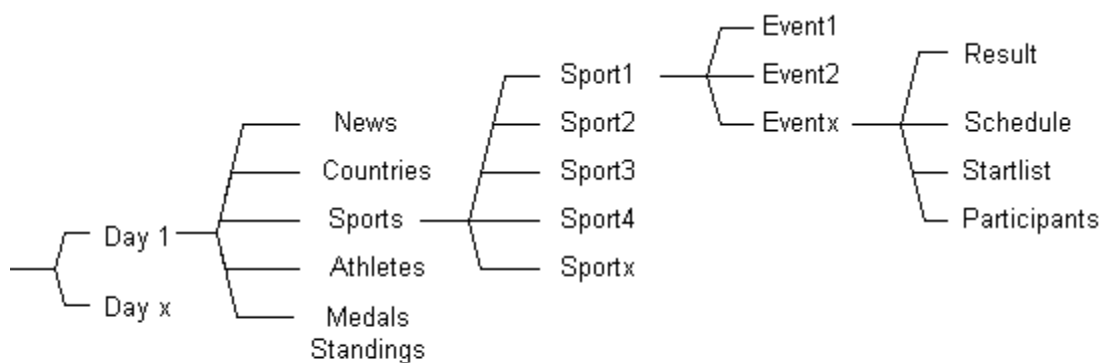 Day 1
Day x
News
Countries
Sports
Athletes
Medals
Standings
Sport1
Sport2
Sport3
Sport4
Sportx
Event1
Event2
Eventx
Result
Schedule
Startlist
Participants